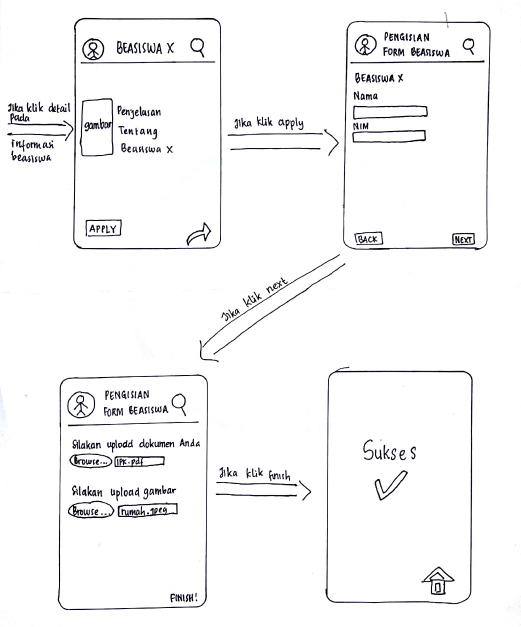 Jika klik detail
Pada
informasi
beasiswa
BEASISWA X
gambar
Penjelasan
Tentang
Beasiswa X
APPLY
Jika klik apply
PENGISIAN
FORM BEASISWA
BEASISWA X
Nama
NIM
BACK
NEXT
Jika klik next
PENGISIAN
FORM BEASISWA
Silakan upload dokumen Anda
Browse... IPK.pdf
Silakan upload gambar
Browse... rumah.jpeg
FINISH!
Jika klik finish
Sukses